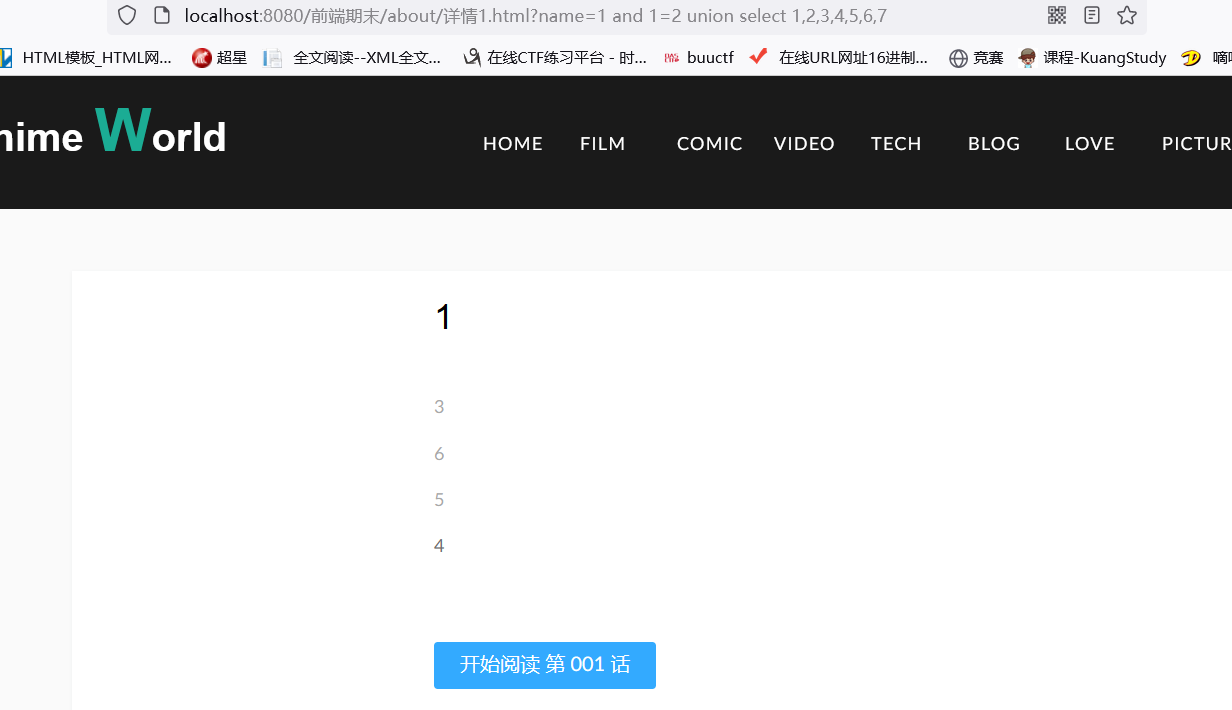 localhost:8080/前端期末/about/详情1.html?name=1 and 1=2 union select 1,2,3,4,5,6,7
HTML模板_HTML网... 超星 全文阅读--XML全文... 在线CTF练习平台 - 时... buuctf 在线URL网址16进制... 竞赛 课程-KuangStudy 嘀
nime World
HOME FILM COMIC VIDEO TECH BLOG LOVE PICTUR
1
3
6
5
4
开始阅读 第 001 话